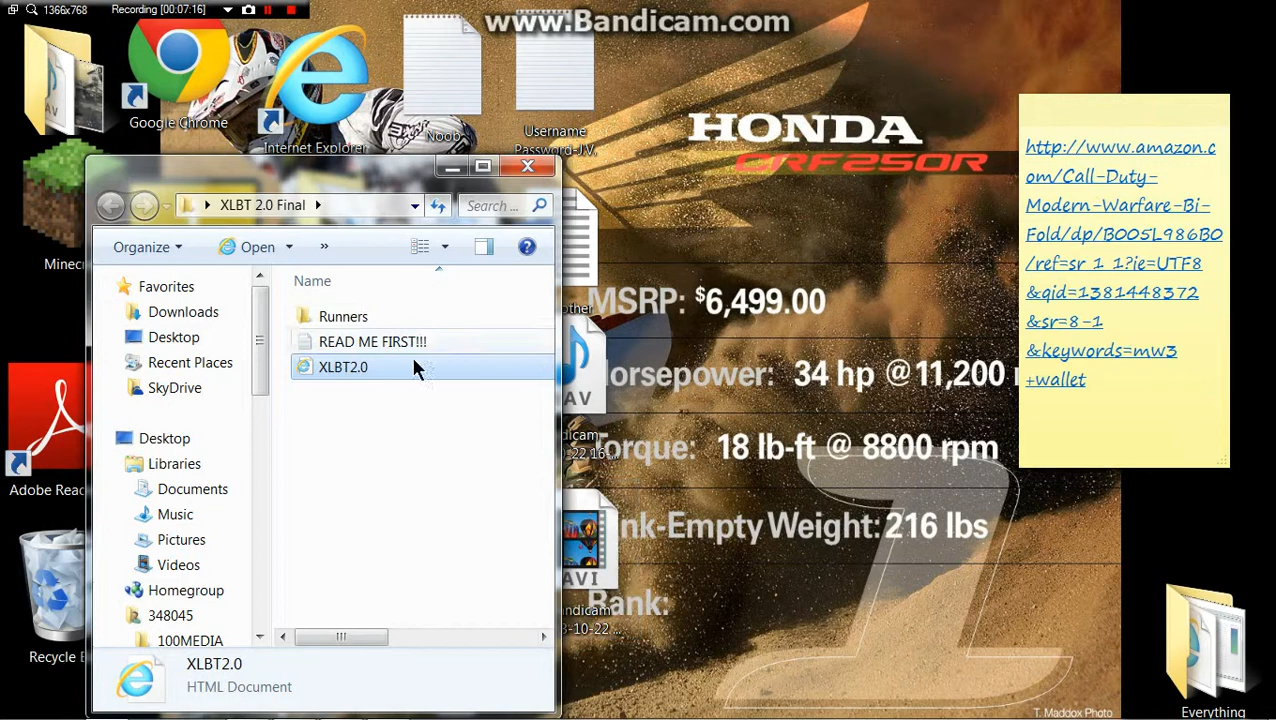 1366x768 Recording [00:07:16]
www.Bandicam.com
Google Chrome
Internet Explorer
Noob
Username
Password-J.V.
HONDA
CRF250R
MSRP: $6,499.00
Horsepower: 34 hp @11,200
Torque: 18 lb-ft @ 8800 rpm
Weight: 216 lbs
Rank:
T. Maddox Photo
http://www.amazon.c
om/Call-Duty-
Modern-Warfare-Bi-
Fold/dp/B005L986B0
/ref=sr_1_1?ie=UTF8
&qid=1381448372
&sr=8-1
&keywords=mw3
+wallet
XLBT 2.0 Final
Search ...
Organize
Open
»
Name
Runners
READ ME FIRST!!!
XLBT2.0
Favorites
Downloads
Desktop
Recent Places
SkyDrive
Desktop
Libraries
Documents
Music
Pictures
Videos
Homegroup
348045
100MEDIA
XLBT2.0
HTML Document
Adobe
AVI
Everything